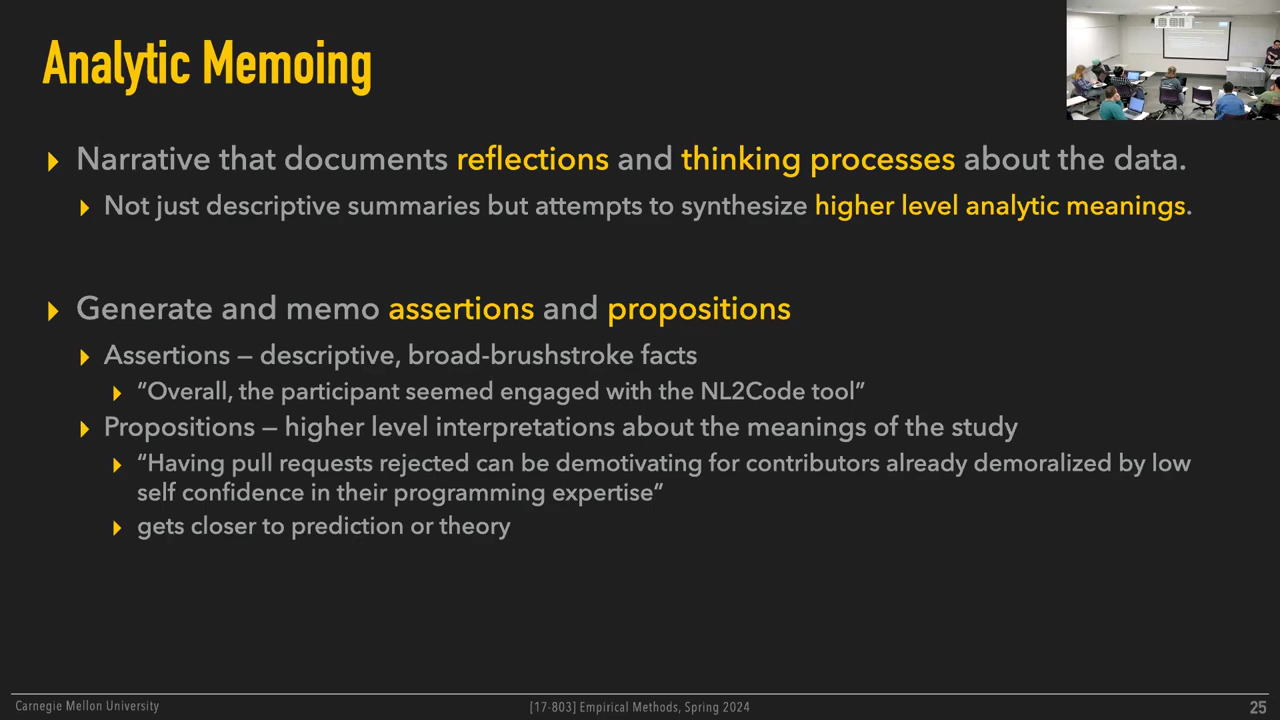 Analytic Memoing
Narrative that documents reflections and thinking processes about the data.
Not just descriptive summaries but attempts to synthesize higher level analytic meanings.
Generate and memo assertions and propositions
Assertions — descriptive, broad-brushstroke facts
“Overall, the participant seemed engaged with the NL2Code tool”
Propositions — higher level interpretations about the meanings of the study
“Having pull requests rejected can be demotivating for contributors already demoralized by low
self confidence in their programming expertise”
gets closer to prediction or theory
Carnegie Mellon University
[17-803] Empirical Methods, Spring 2024
25